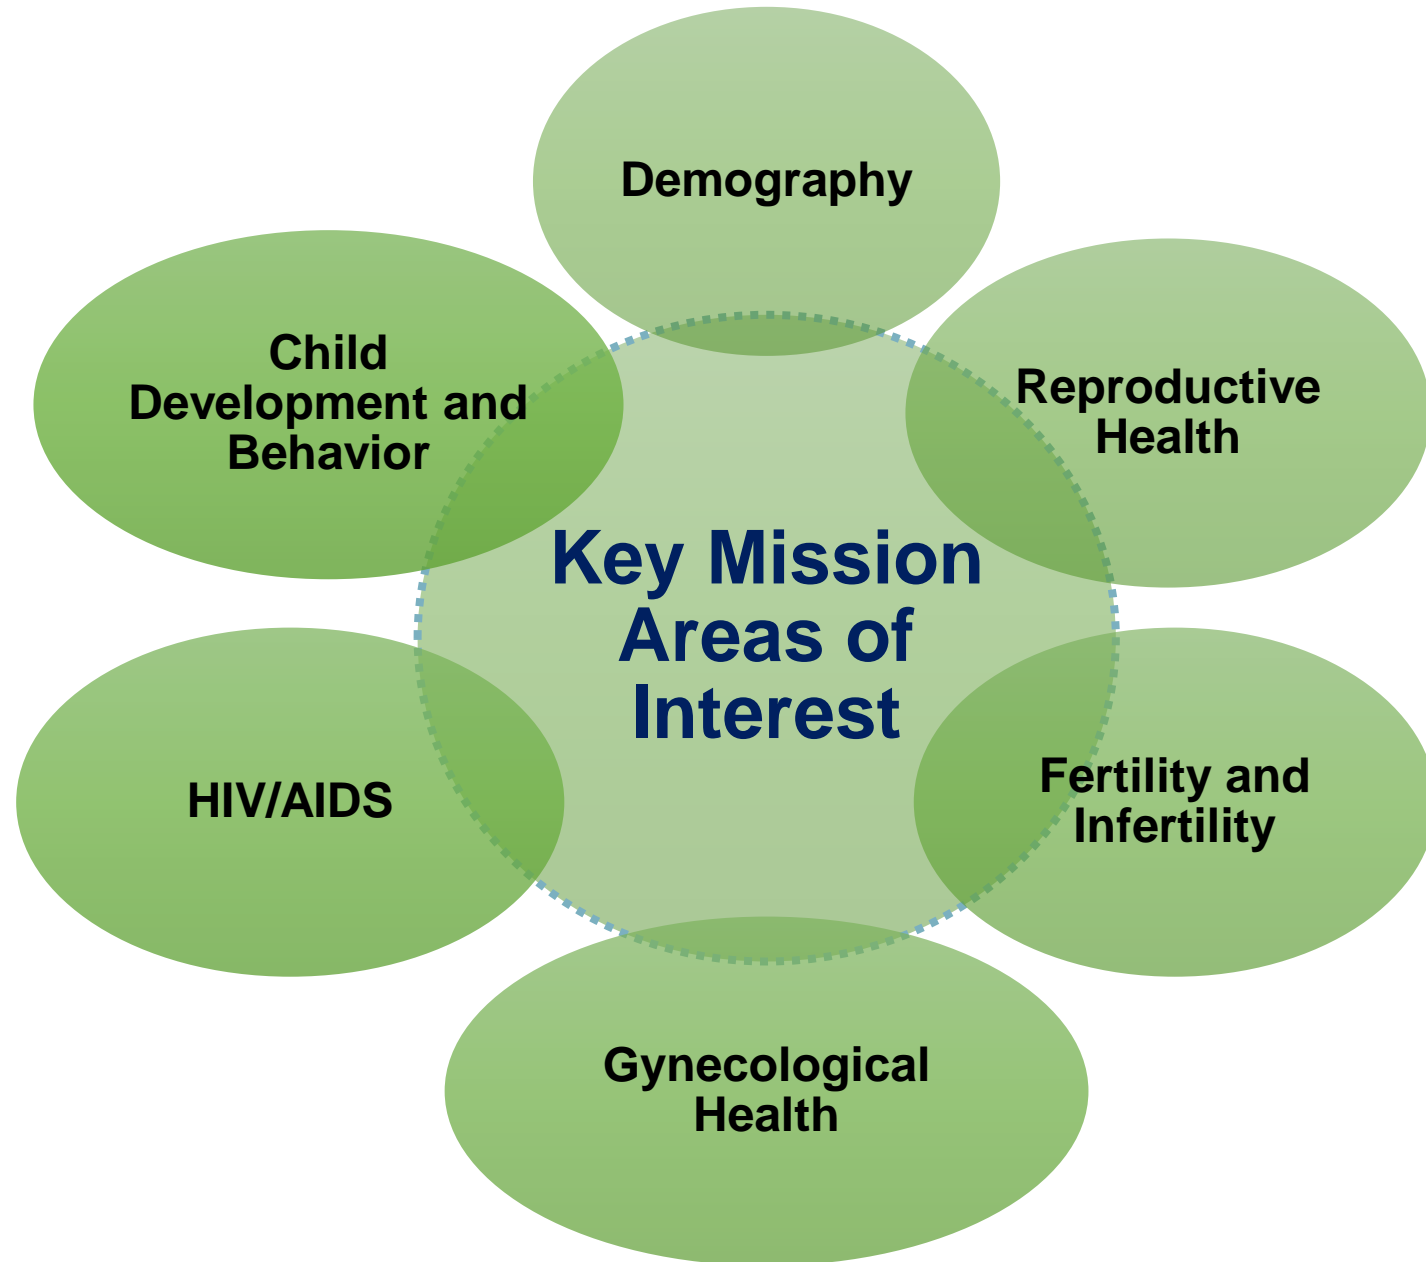 Demography
Child
Development and
Behavior
Reproductive
Health
Key Mission
Areas of
Interest
HIV/AIDS
Fertility and
Infertility
Gynecological
Health